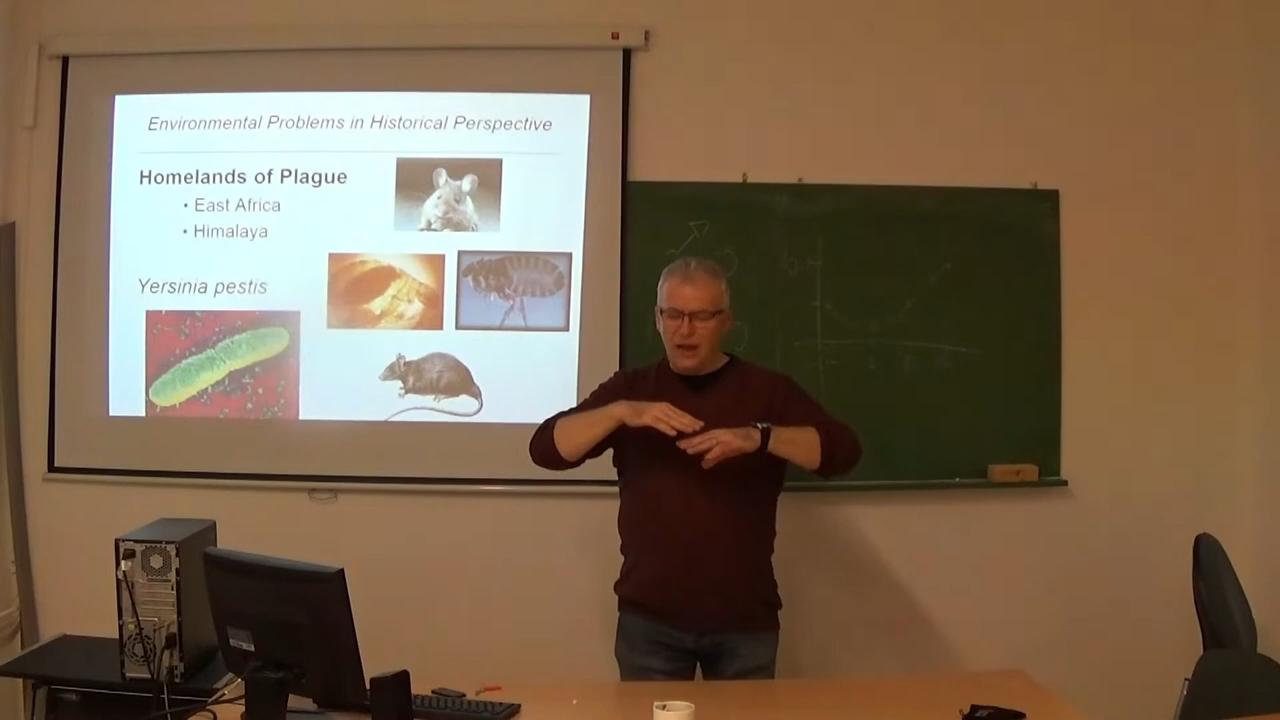 Environmental Problems in Historical Perspective
Homelands of Plague
• East Africa
• Himalaya
Yersinia pestis